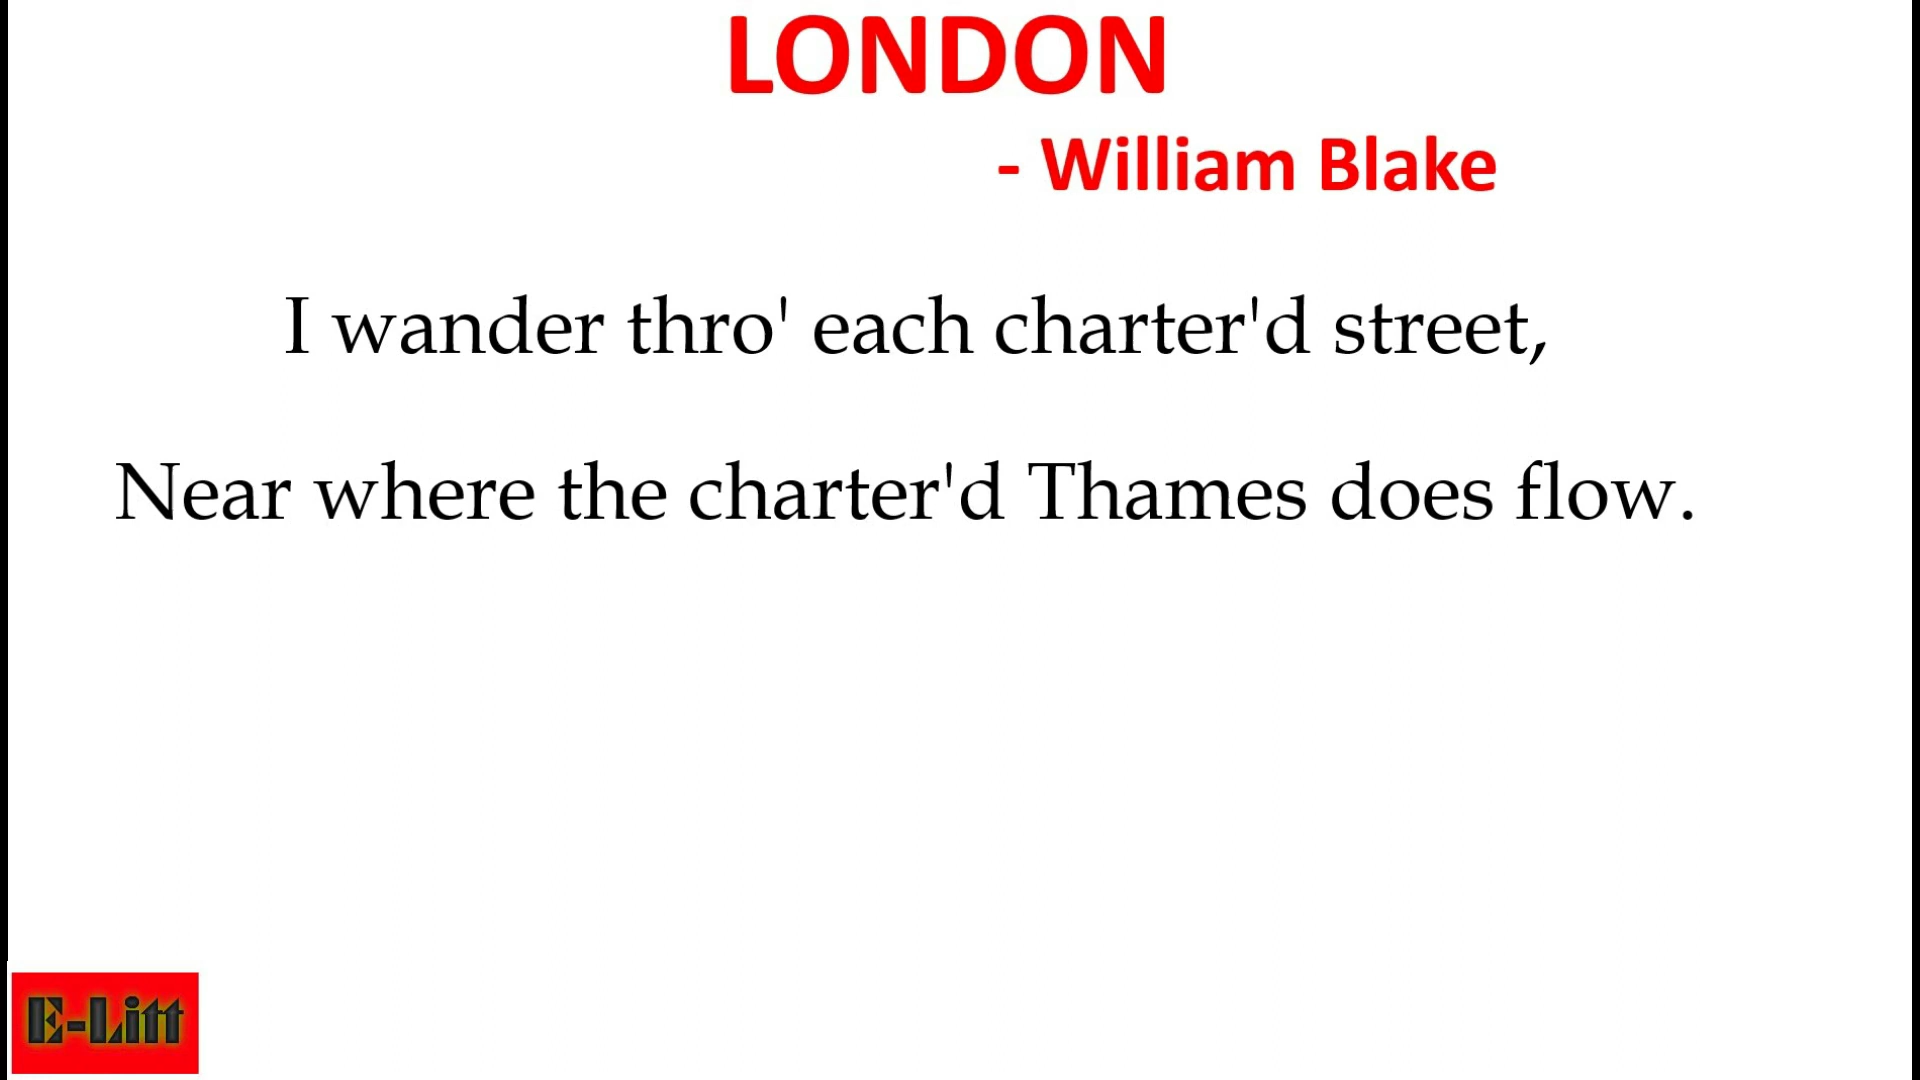 LONDON
- William Blake
I wander thro' each charter'd street,
Near where the charter'd Thames does flow.
E-Litt